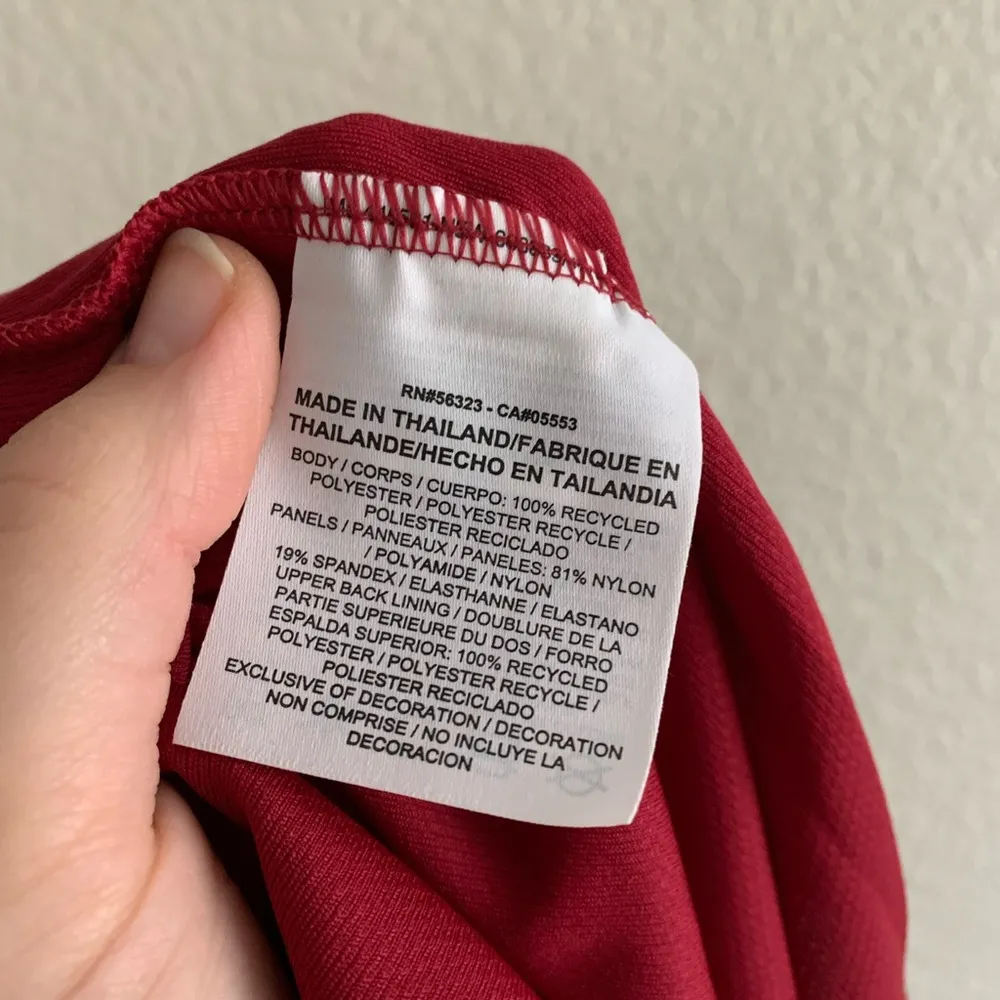 RN#56323 - CA#05553
MADE IN THAILAND/FABRIQUE EN
THAILANDE/HECHO EN TAILANDIA
BODY / CORPS / CUERPO: 100% RECYCLED
POLYESTER / POLYESTER RECYCLE /
POLIESTER RECICLADO
PANELS / PANNEAUX / PANELES: 81% NYLON
/ POLYAMIDE / NYLON
19% SPANDEX / ELASTHANNE / ELASTANO
UPPER BACK LINING / DOUBLURE DE LA
PARTIE SUPERIEURE DU DOS / FORRO
ESPALDA SUPERIOR: 100% RECYCLED
POLYESTER / POLYESTER RECYCLE /
POLIESTER RECICLADO
EXCLUSIVE OF DECORATION / DECORATION
NON COMPRISE / NO INCLUYE LA
DECORACION